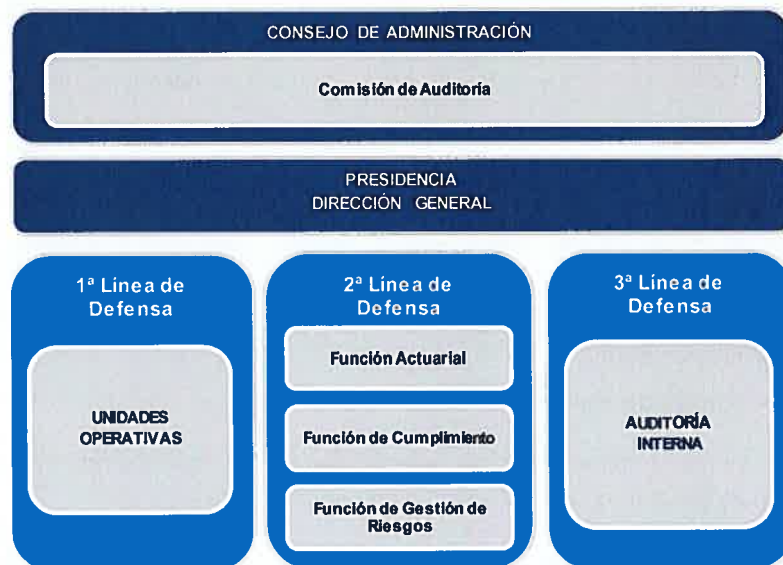 CONSEJO DE ADMINISTRACIÓN
Comisión de Auditoría
PRESIDENCIA
DIRECCIÓN GENERAL
1ª Línea de
Defensa
UNIDADES
OPERATIVAS
2ª Línea de
Defensa
Función Actuarial
Función de Cumplimiento
Función de Gestión de
Riesgos
3ª Línea de
Defensa
AUDITORÍA
INTERNA